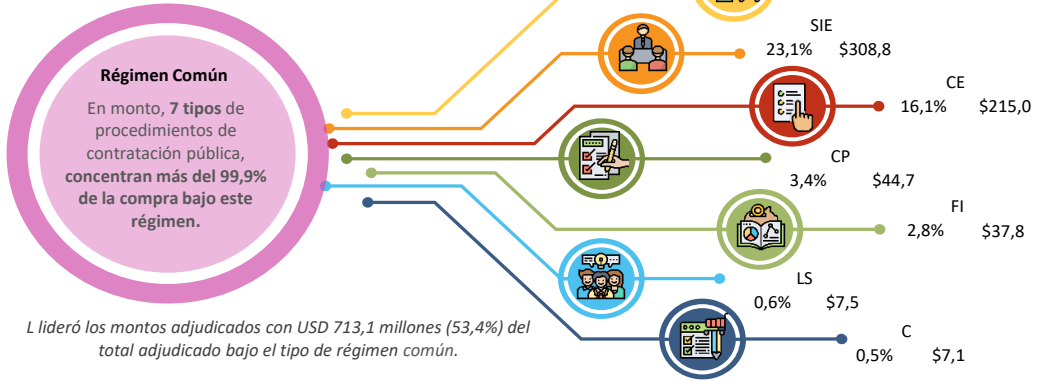 Régimen Común
En monto, 7 tipos de
procedimientos de
contratación pública,
concentran más del 99,9%
de la compra bajo este
régimen.
SIE
23,1% $308,8
CE
16,1% $215,0
CP
3,4% $44,7
FI
2,8% $37,8
LS
0,6% $7,5
C
0,5% $7,1
L lideró los montos adjudicados con USD 713,1 millones (53,4%) del
total adjudicado bajo el tipo de régimen común.